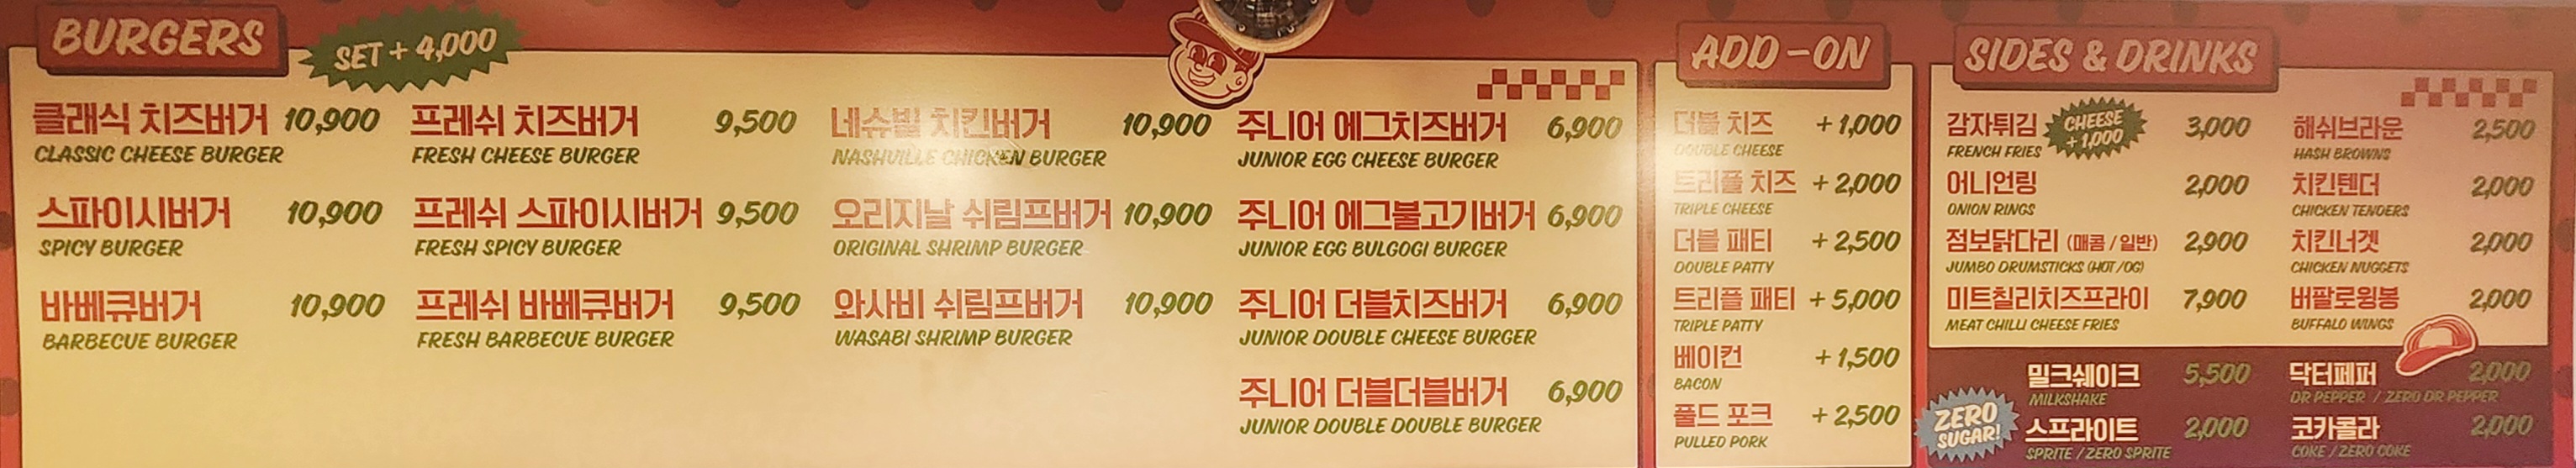 BURGERS
SET + 4,000
클래식 치즈버거 10,900
CLASSIC CHEESE BURGER
스파이시버거 10,900
SPICY BURGER
바베큐버거 10,900
BARBECUE BURGER
프레쉬 치즈버거 9,500
FRESH CHEESE BURGER
프레쉬 스파이시버거 9,500
FRESH SPICY BURGER
프레쉬 바베큐버거 9,500
FRESH BARBECUE BURGER
네슈빌 치킨버거 10,900
NASHVILLE CHICKEN BURGER
오리지날 쉬림프버거 10,900
ORIGINAL SHRIMP BURGER
와사비 쉬림프버거 10,900
WASABI SHRIMP BURGER
주니어 에그치즈버거 6,900
JUNIOR EGG CHEESE BURGER
주니어 에그불고기버거 6,900
JUNIOR EGG BULGOGI BURGER
주니어 더블치즈버거 6,900
JUNIOR DOUBLE CHEESE BURGER
주니어 더블더블버거 6,900
JUNIOR DOUBLE DOUBLE BURGER
ADD-ON
더블 치즈 +1,000
DOUBLE CHEESE
트리플 치즈 +2,000
TRIPLE CHEESE
더블 패티 +2,500
DOUBLE PATTY
트리플 패티 +5,000
TRIPLE PATTY
베이컨 +1,500
BACON
풀드 포크 +2,500
PULLED PORK
SIDES & DRINKS
감자튀김 3,000
FRENCH FRIES
CHEESE
+1,000
어니언링 2,000
ONION RINGS
점보닭다리 (매콤/일반) 2,900
JUMBO DRUMSTICKS (HOT/OG)
미트칠리치즈프라이 7,900
MEAT CHILLI CHEESE FRIES
해쉬브라운 2,500
HASH BROWNS
치킨텐더 2,000
CHICKEN TENDERS
치킨너겟 2,000
CHICKEN NUGGETS
버팔로윙봉 2,000
BUFFALO WINGS
밀크쉐이크 5,500
MILKSHAKE
ZERO
SUGAR!
스프라이트 2,000
SPRITE / ZERO SPRITE
닥터페퍼 2,000
DR PEPPER / ZERO DR PEPPER
코카콜라 2,000
COKE / ZERO COKE